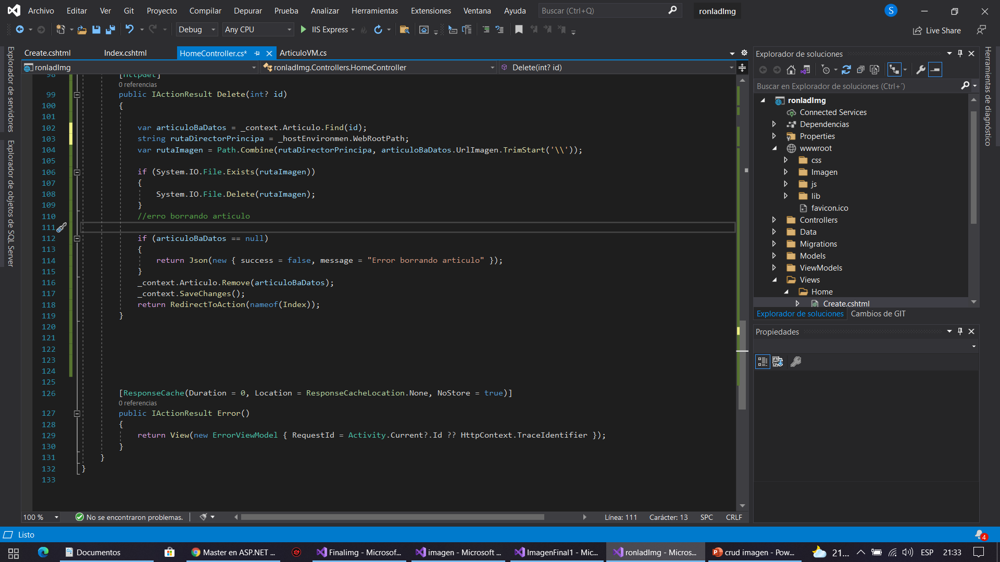 Archivo Editar Ver Git Proyecto Compilar Depurar Prueba Analizar Herramientas Extensiones Ventana Ayuda Buscar (Ctrl+Q) ronladImg S
Debug Any CPU IIS Express Live Share
Explorador de servidores
Explorador de objetos de SQL Server
Create.cshtml Index.cshtml HomeController.cs* ArticuloVM.cs
ronladImg ronladImg.Controllers.HomeController Delete(int? id)
98 [HttpGet]
0 referencias
99 public IActionResult Delete(int? id)
100 {
101
102 var articuloBaDatos = _context.Articulo.Find(id);
103 string rutaDirectorPrincipa = _hostEnvironmen.WebRootPath;
104 var rutaImagen = Path.Combine(rutaDirectorPrincipa, articuloBaDatos.UrlImagen.TrimStart('\\'));
105
106 if (System.IO.File.Exists(rutaImagen))
107 {
108 System.IO.File.Delete(rutaImagen);
109 }
110 //erro borrando articulo
111
112 if (articuloBaDatos == null)
113 {
114 return Json(new { success = false, message = "Error borrando articulo" });
115 }
116 _context.Articulo.Remove(articuloBaDatos);
117 _context.SaveChanges();
118 return RedirectToAction(nameof(Index));
119 }
120
121
122
123
124
125
126 [ResponseCache(Duration = 0, Location = ResponseCacheLocation.None, NoStore = true)]
0 referencias
127 public IActionResult Error()
128 {
129 return View(new ErrorViewModel { RequestId = Activity.Current?.Id ?? HttpContext.TraceIdentifier });
130 }
131 }
132 }
133
100 % No se encontraron problemas. Línea: 111 Carácter: 13 SPC CRLF
Explorador de soluciones
Buscar en Explorador de soluciones (Ctrl+´)
ronladImg
Connected Services
Dependencias
Properties
wwwroot
css
Imagen
js
lib
favicon.ico
Controllers
Data
Migrations
Models
ViewModels
Views
Home
Create.cshtml
Explorador de soluciones Cambios de GIT
Propiedades
Herramientas de diagnóstico
Listo 4
Documentos Master en ASP.NET ... FinaIimg - Microsof... imagen - Microsoft ... ImagenFinal1 - Mic... ronladImg - Micros... crud imagen - Pow... 21... ESP 21:33